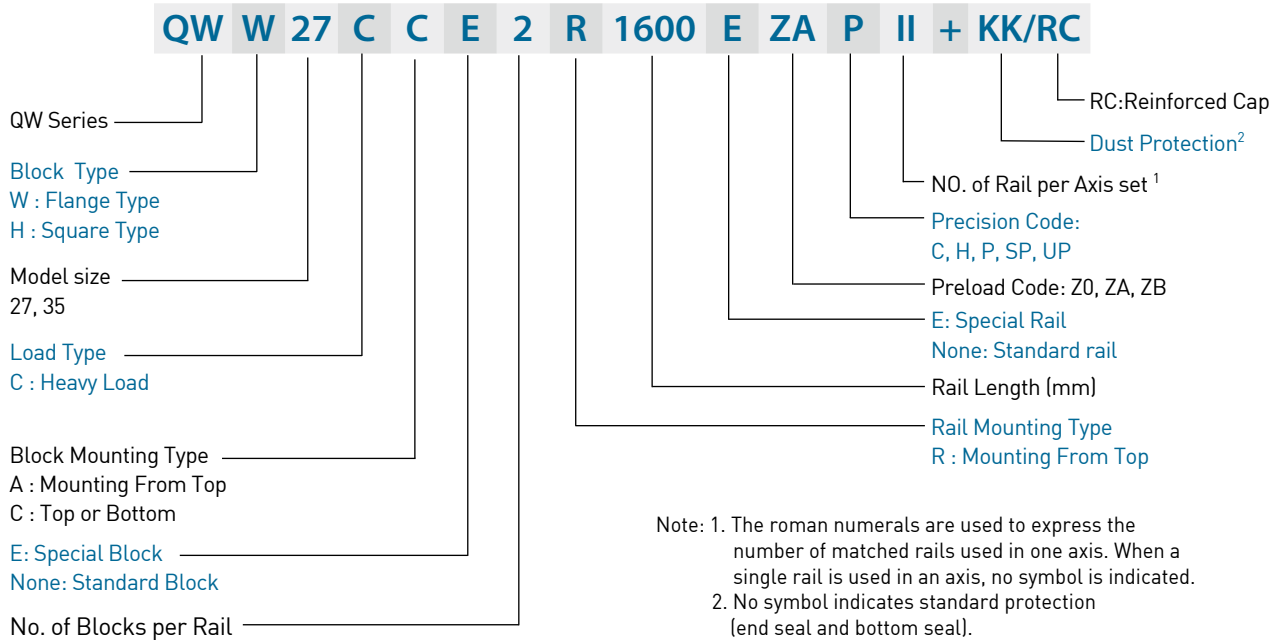 QW W 27 C C E 2 R 1600 E ZA P II + KK/RC
QW Series
Block Type
W : Flange Type
H : Square Type
Model size
27, 35
Load Type
C : Heavy Load
Block Mounting Type
A : Mounting From Top
C : Top or Bottom
E: Special Block
None: Standard Block
No. of Blocks per Rail
RC:Reinforced Cap
Dust Protection2
NO. of Rail per Axis set 1
Precision Code:
C, H, P, SP, UP
Preload Code: Z0, ZA, ZB
E: Special Rail
None: Standard rail
Rail Length (mm)
Rail Mounting Type
R : Mounting From Top
Note: 1. The roman numerals are used to express the
number of matched rails used in one axis. When a
single rail is used in an axis, no symbol is indicated.
2. No symbol indicates standard protection
(end seal and bottom seal).